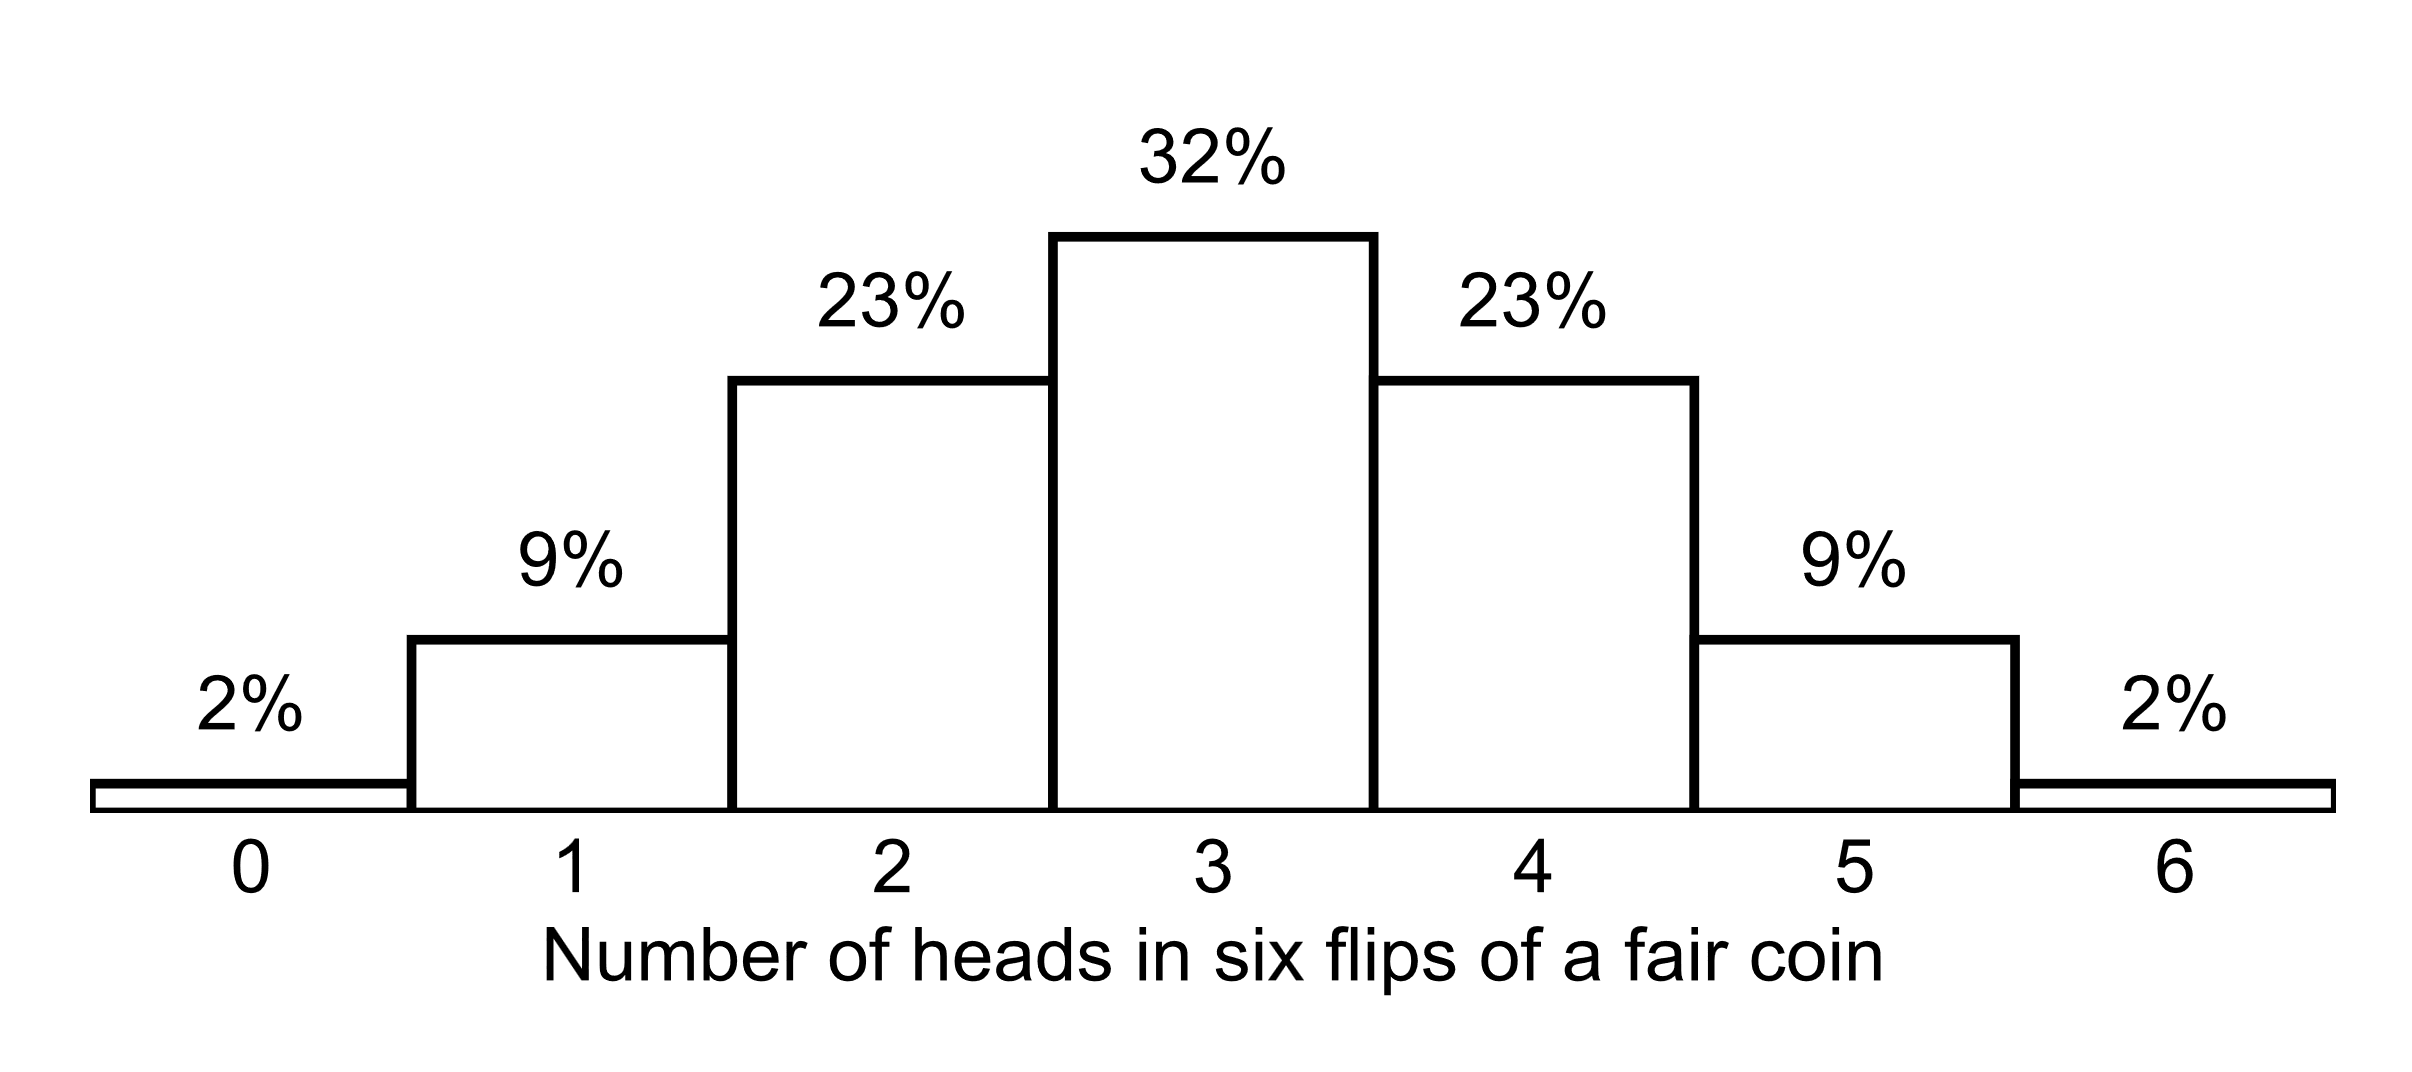 32%
23% 23%
9% 9%
2% 2%
0 1 2 3 4 5 6
Number of heads in six flips of a fair coin